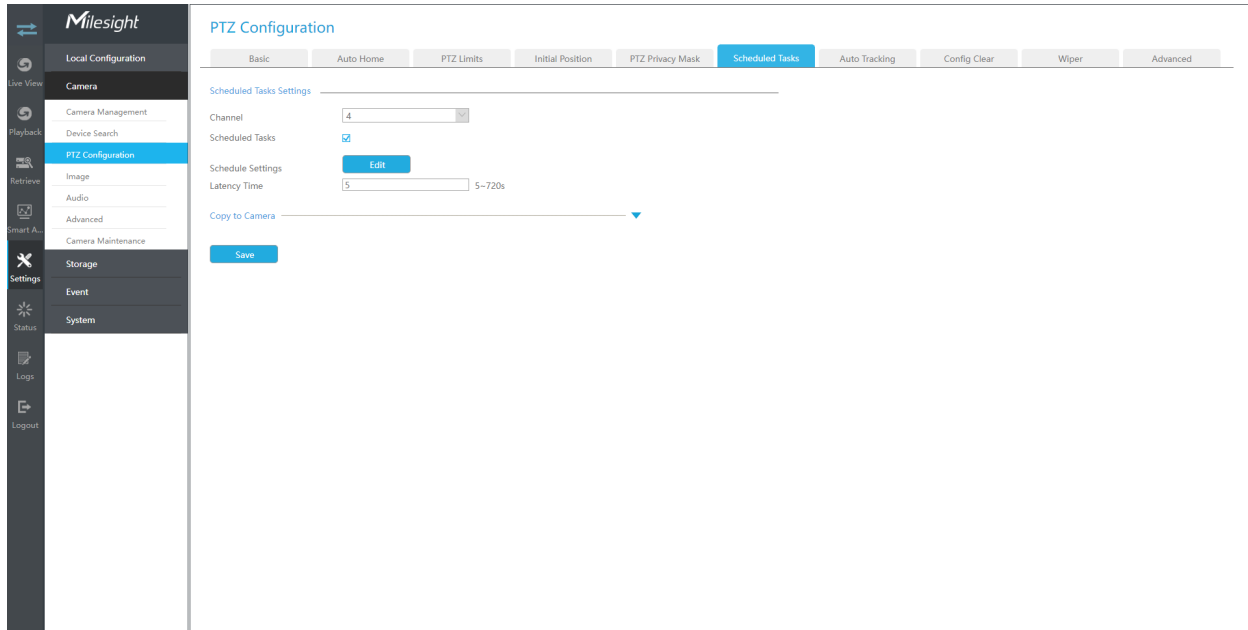 Milesight
Live View
Playback
Retrieve
Smart A...
Settings
Status
Logs
Logout
Local Configuration
Camera
Camera Management
Device Search
PTZ Configuration
Image
Audio
Advanced
Camera Maintenance
Storage
Event
System
PTZ Configuration
Basic
Auto Home
PTZ Limits
Initial Position
PTZ Privacy Mask
Scheduled Tasks
Auto Tracking
Config Clear
Wiper
Advanced
Scheduled Tasks Settings
Channel 4
Scheduled Tasks
Schedule Settings Edit
Latency Time 5 5~720s
Copy to Camera
Save